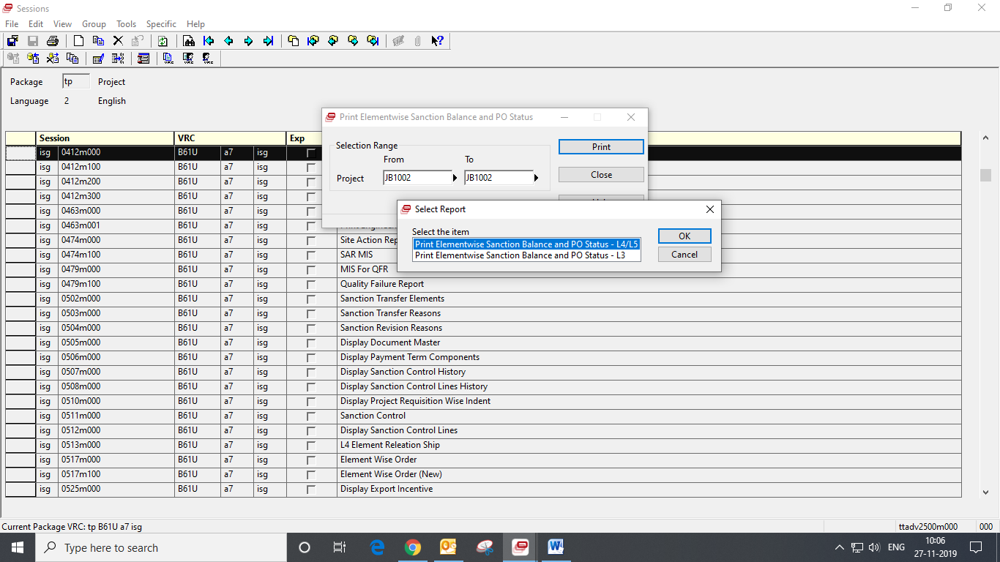 Sessions
File Edit View Group Tools Specific Help
Package tp Project
Language 2 English
Print Elementwise Sanction Balance and PO Status
Selection Range
From To
Project JB1002 JB1002
Print
Close
Select Report
Select the item
Print Elementwise Sanction Balance and PO Status - L4/L5
Print Elementwise Sanction Balance and PO Status - L3
OK
Cancel
Session VRC Exp
isg 0412m000 B61U a7 isg
isg 0412m100 B61U a7 isg
isg 0412m200 B61U a7 isg
isg 0412m300 B61U a7 isg
isg 0463m000 B61U a7 isg
isg 0463m001 B61U a7 isg
isg 0474m000 B61U a7 isg Site Action Rep
isg 0474m100 B61U a7 isg SAR MIS
isg 0479m000 B61U a7 isg MIS For QFR
isg 0479m100 B61U a7 isg Quality Failure Report
isg 0502m000 B61U a7 isg Sanction Transfer Elements
isg 0503m000 B61U a7 isg Sanction Transfer Reasons
isg 0504m000 B61U a7 isg Sanction Revision Reasons
isg 0505m000 B61U a7 isg Display Document Master
isg 0506m000 B61U a7 isg Display Payment Term Components
isg 0507m000 B61U a7 isg Display Sanction Control History
isg 0508m000 B61U a7 isg Display Sanction Control Lines History
isg 0510m000 B61U a7 isg Display Project Requisition Wise Indent
isg 0511m000 B61U a7 isg Sanction Control
isg 0512m000 B61U a7 isg Display Sanction Control Lines
isg 0513m000 B61U a7 isg L4 Element Releation Ship
isg 0517m000 B61U a7 isg Element Wise Order
isg 0517m100 B61U a7 isg Element Wise Order (New)
isg 0525m000 B61U a7 isg Display Export Incentive
Current Package VRC: tp B61U a7 isg ttadv2500m000 000
Type here to search ENG 10:06
27-11-2019